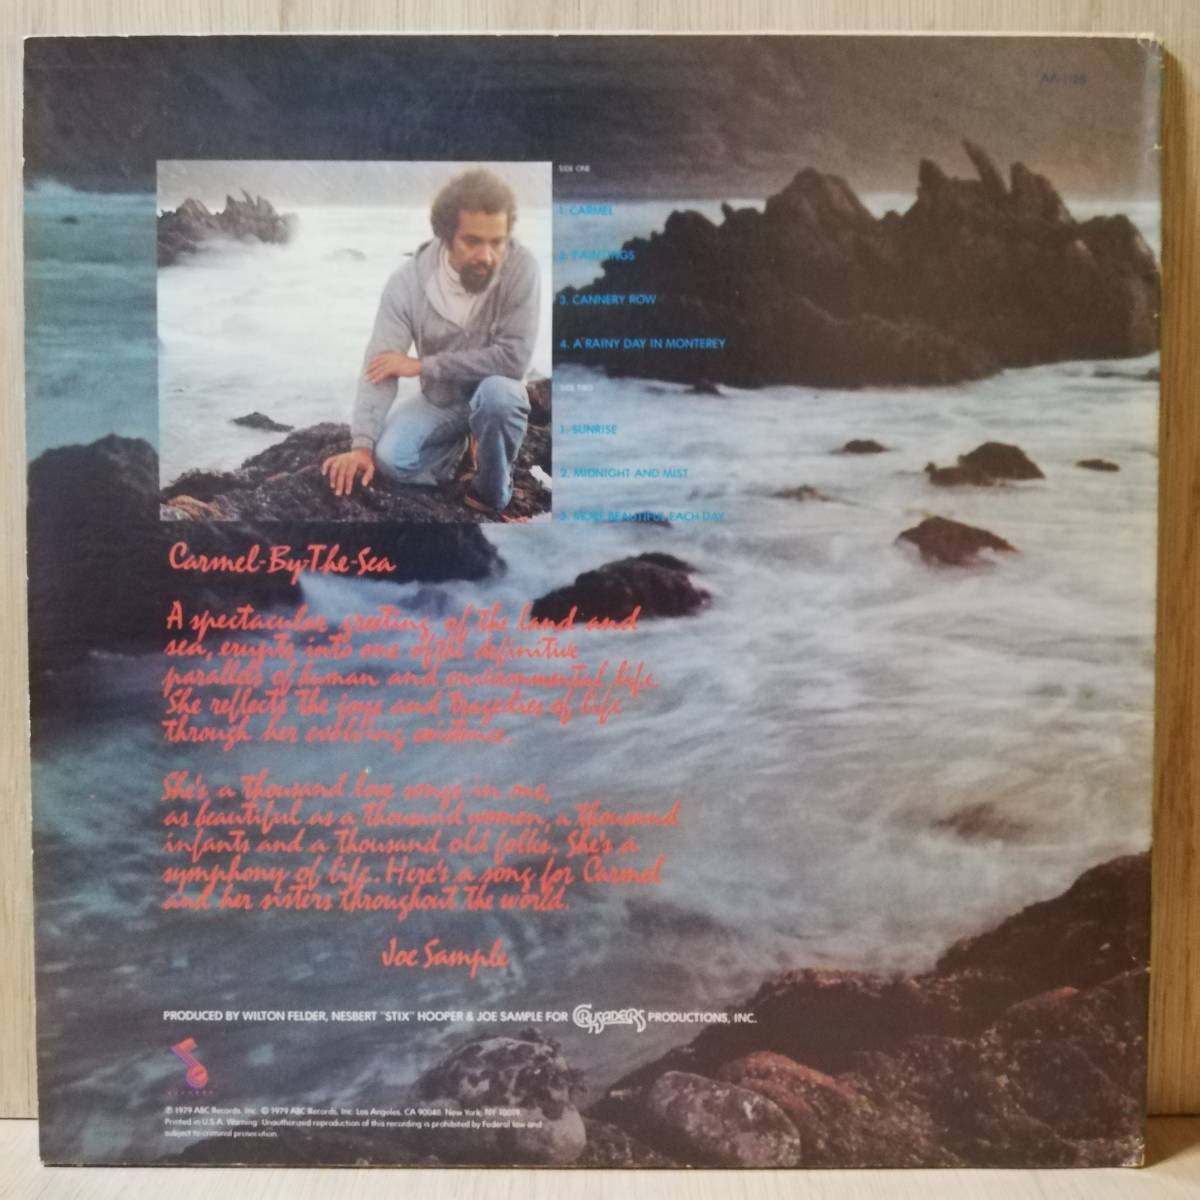 AA-1126
SIDE ONE
1. CARMEL
2. PAINTINGS
3. CANNERY ROW
4. A RAINY DAY IN MONTEREY
SIDE TWO
1. SUNRISE
2. MIDNIGHT AND MIST
3. MORE BEAUTIFUL EACH DAY
Carmel-By-The-Sea
A spectacular greeting of the land and
sea, erupts into one of the definitive
parallels of human and environmental life.
She reflects the joys and tragedies of life
through her evolving existence.
She's a thousand love songs in one,
as beautiful as a thousand women, a thousand
infants and a thousand old folks. She's a
symphony of life. Here's a song for Carmel
and her sisters throughout the world.
Joe Sample
PRODUCED BY WILTON FELDER, NESBERT "STIX" HOOPER & JOE SAMPLE FOR CRUSADERS PRODUCTIONS, INC.
℗ 1979 ABC Records, Inc. © 1979 ABC Records, Inc. Los Angeles, CA 90048. New York, NY 10019.
Printed in U.S.A. Warning: Unauthorized reproduction of this recording is prohibited by Federal law and
subject to criminal prosecution.